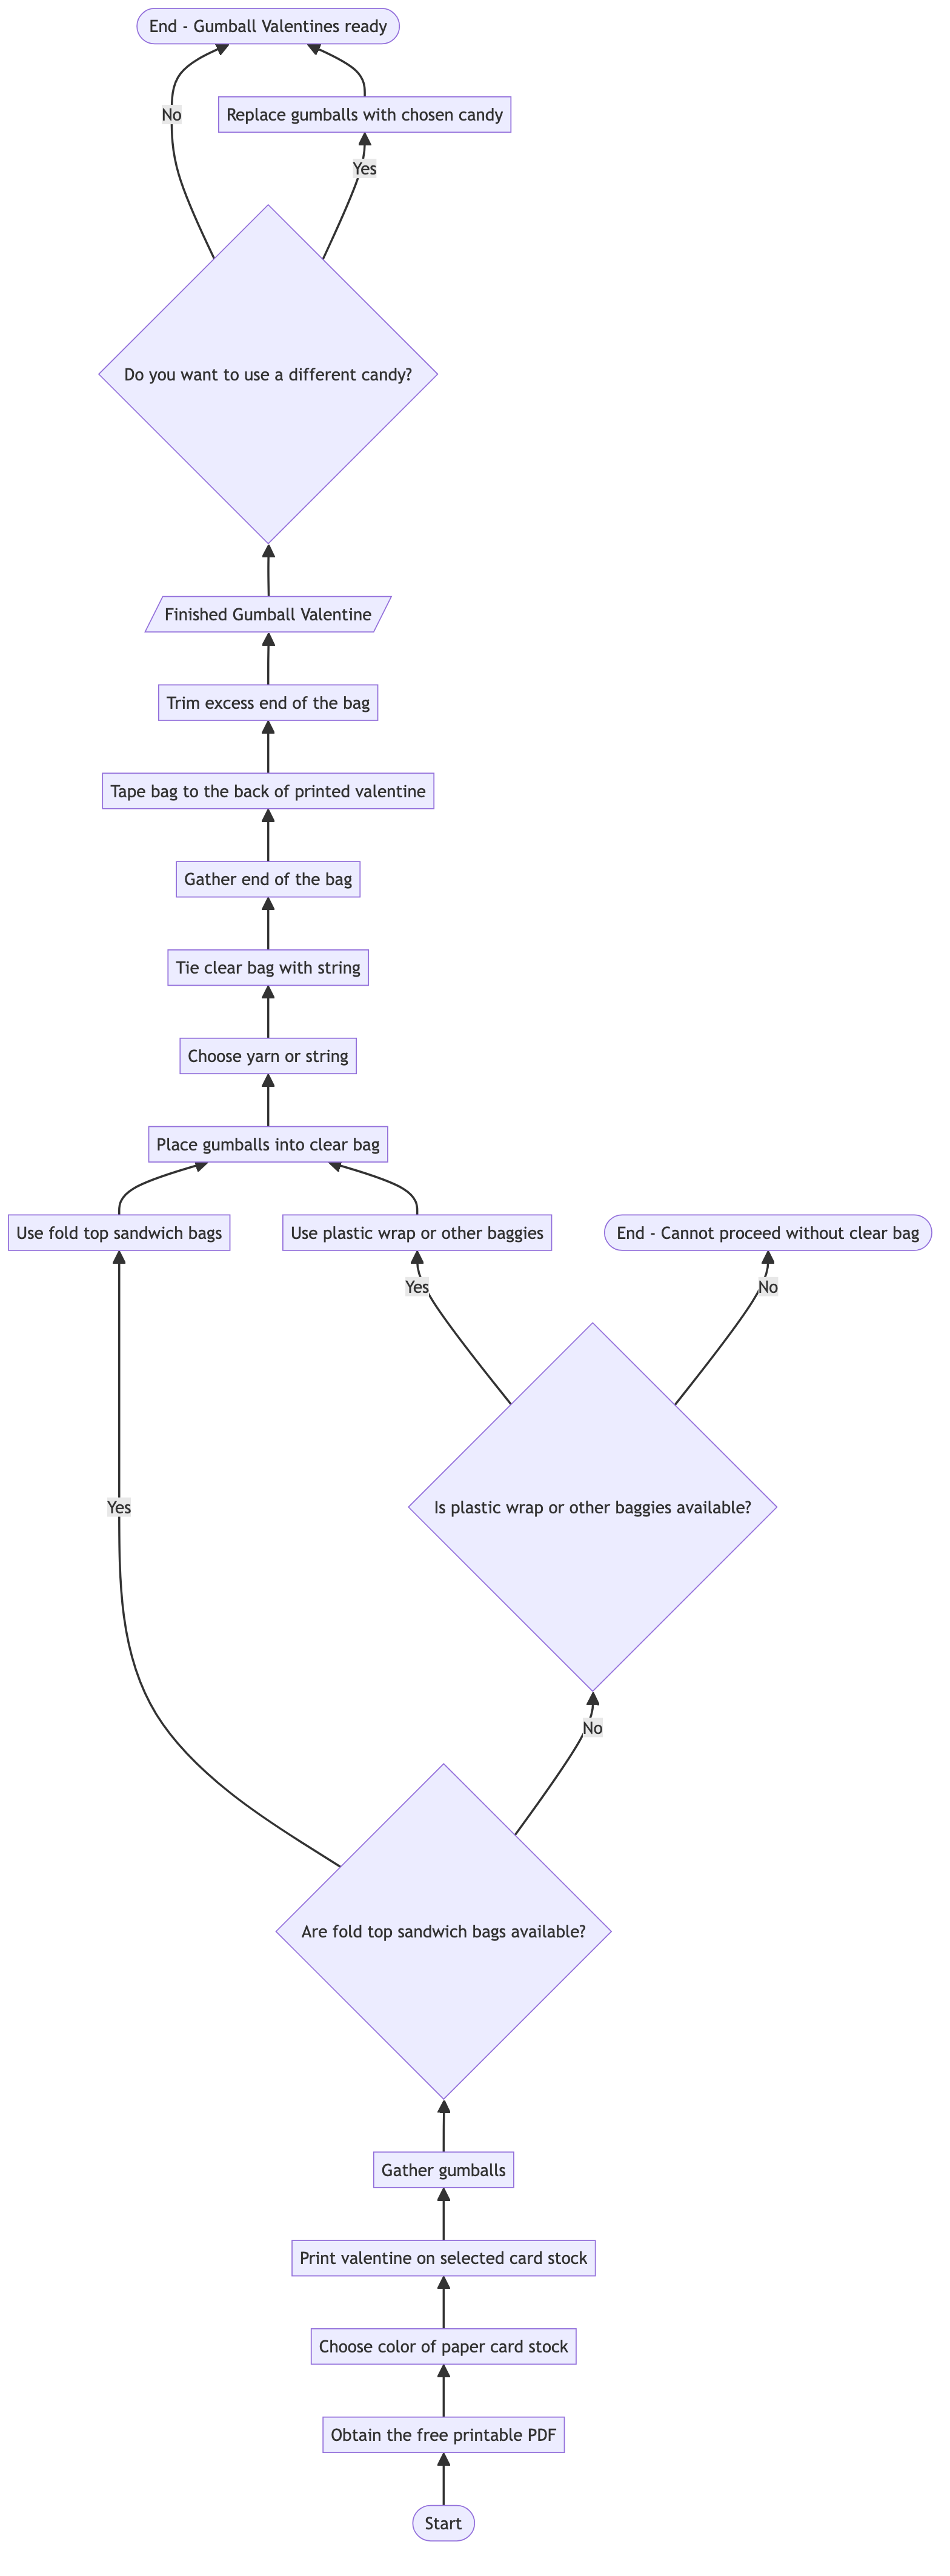 End - Gumball Valentines ready
No
Replace gumballs with chosen candy
Yes
Do you want to use a different candy?
Finished Gumball Valentine
Trim excess end of the bag
Tape bag to the back of printed valentine
Gather end of the bag
Tie clear bag with string
Choose yarn or string
Place gumballs into clear bag
Use fold top sandwich bags
Use plastic wrap or other baggies
End - Cannot proceed without clear bag
Yes
No
Yes
Is plastic wrap or other baggies available?
No
Are fold top sandwich bags available?
Gather gumballs
Print valentine on selected card stock
Choose color of paper card stock
Obtain the free printable PDF
Start